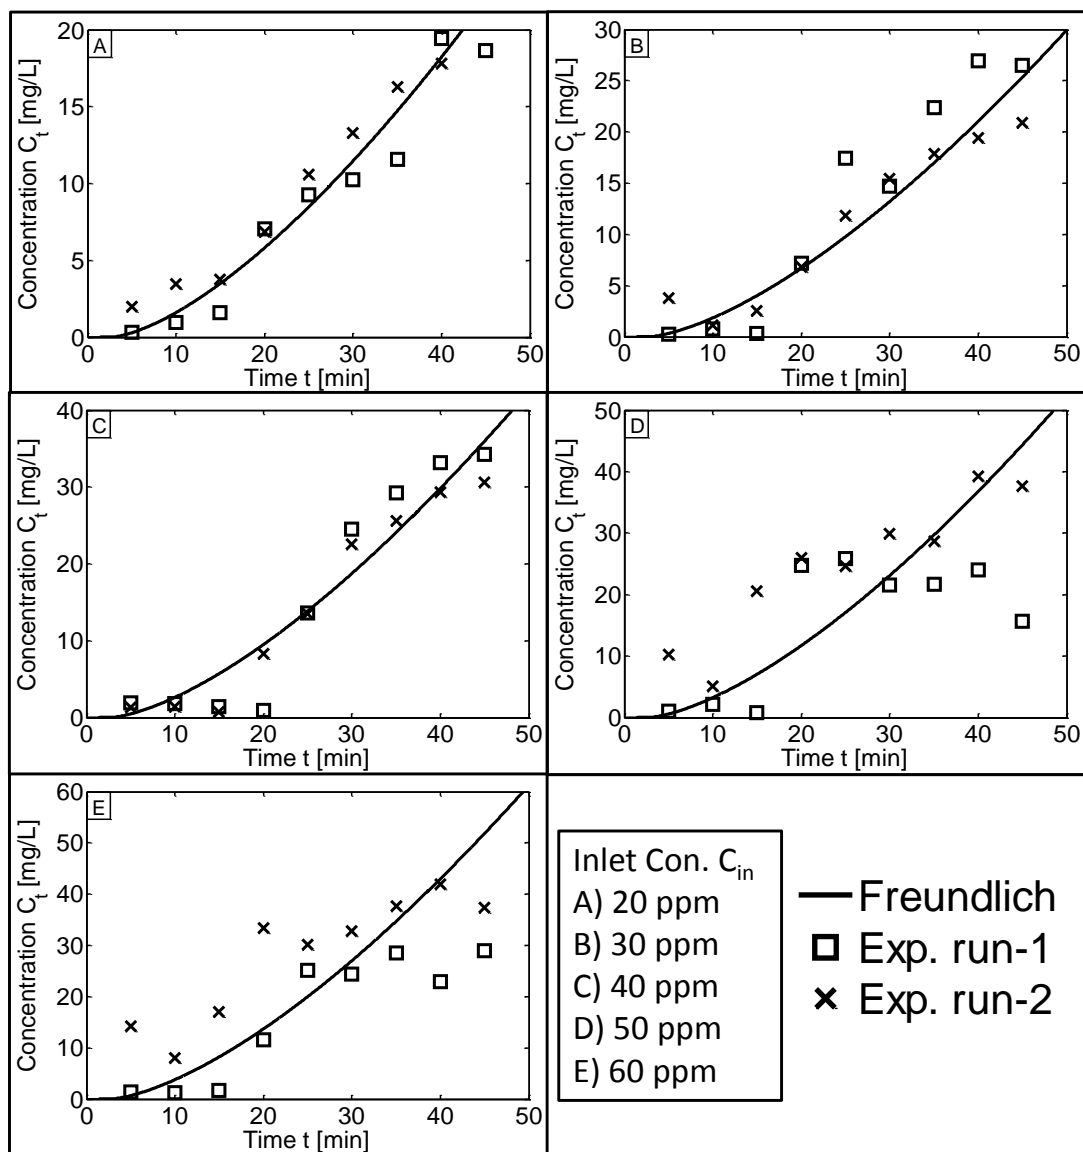 A
Concentration C_t [mg/L]
20
15
10
5
0
0 10 20 30 40 50
Time t [min]
B
Concentration C_t [mg/L]
30
25
20
15
10
5
0
0 10 20 30 40 50
Time t [min]
C
Concentration C_t [mg/L]
40
30
20
10
0
0 10 20 30 40 50
Time t [min]
D
Concentration C_t [mg/L]
50
40
30
20
10
0
0 10 20 30 40 50
Time t [min]
E
Concentration C_t [mg/L]
60
50
40
30
20
10
0
0 10 20 30 40 50
Time t [min]
Inlet Con. C_in
A) 20 ppm
B) 30 ppm
C) 40 ppm
D) 50 ppm
E) 60 ppm
Freundlich
Exp. run-1
Exp. run-2